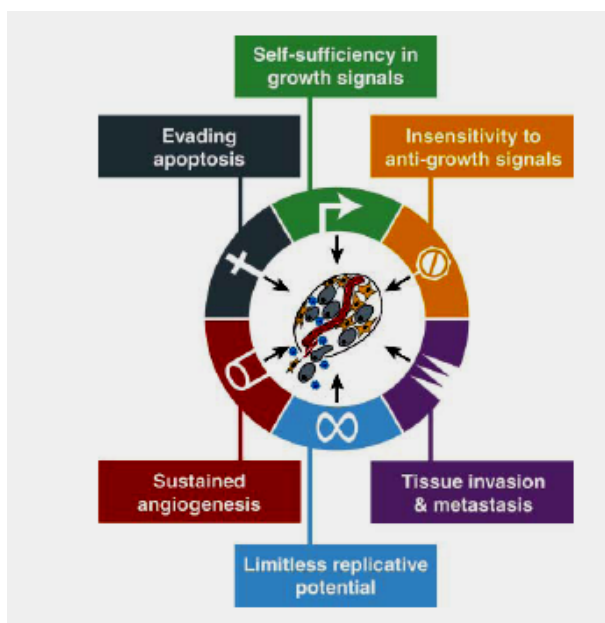 Self-sufficiency in
growth signals
Evading
apoptosis
Insensitivity to
anti-growth signals
Sustained
angiogenesis
Tissue invasion
& metastasis
Limitless replicative
potential